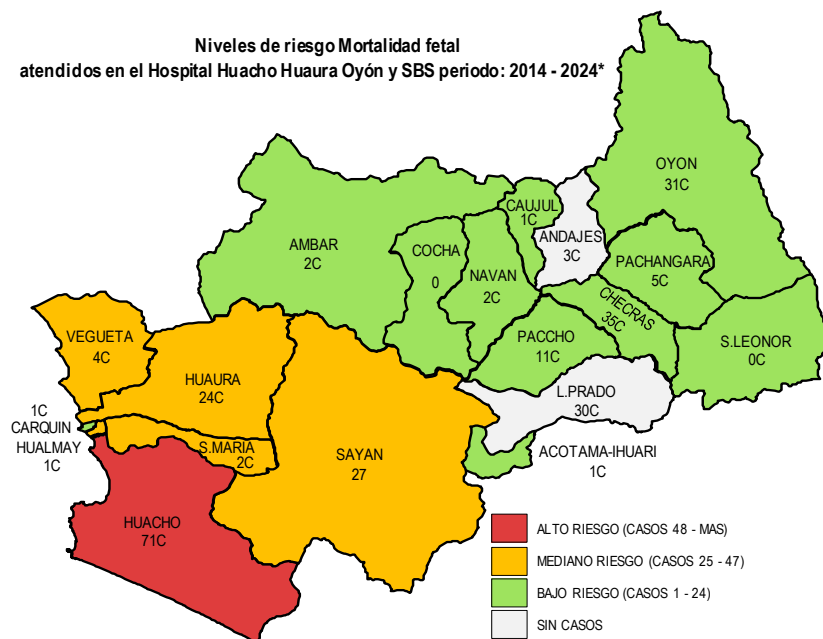 Niveles de riesgo Mortalidad fetal
atendidos en el Hospital Huacho Huaura Oyón y SBS periodo: 2014 - 2024*
OYON
31C
CAUJUL
1C
ANDAJES
3C
AMBAR
2C
COCHA
0
NAVAN
2C
PACHANGARA
5C
CHECRAS
35C
S.LEONOR
0C
VEGUETA
4C
HUAURA
24C
PACCHO
11C
L.PRADO
30C
1C
CARQUIN
HUALMAY
1C
S.MARIA
2C
SAYAN
27
ACOTAMA-IHUARI
1C
HUACHO
71C
ALTO RIESGO (CASOS 48 - MAS)
MEDIANO RIESGO (CASOS 25 - 47)
BAJO RIESGO (CASOS 1 - 24)
SIN CASOS